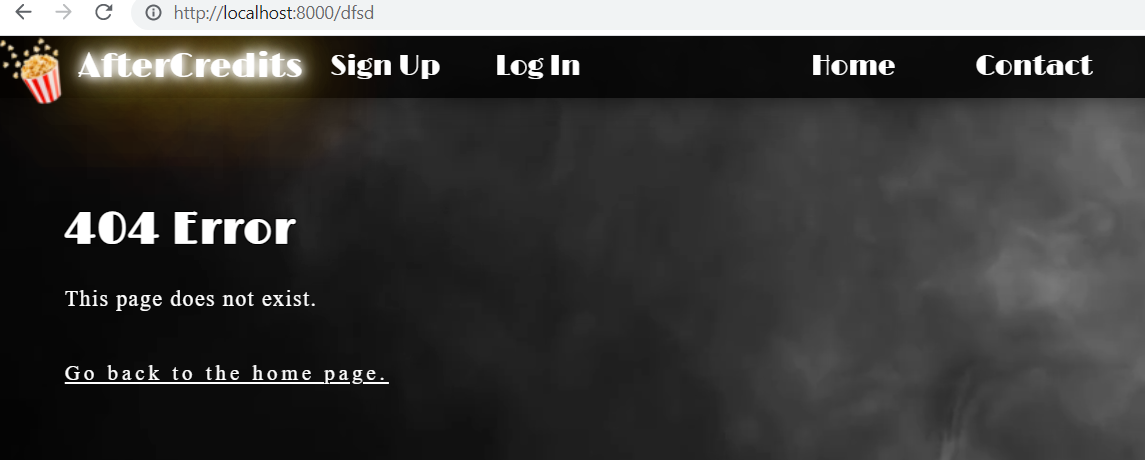 http://localhost:8000/dfsd
AfterCredits Sign Up Log In Home Contact
404 Error
This page does not exist.
Go back to the home page.